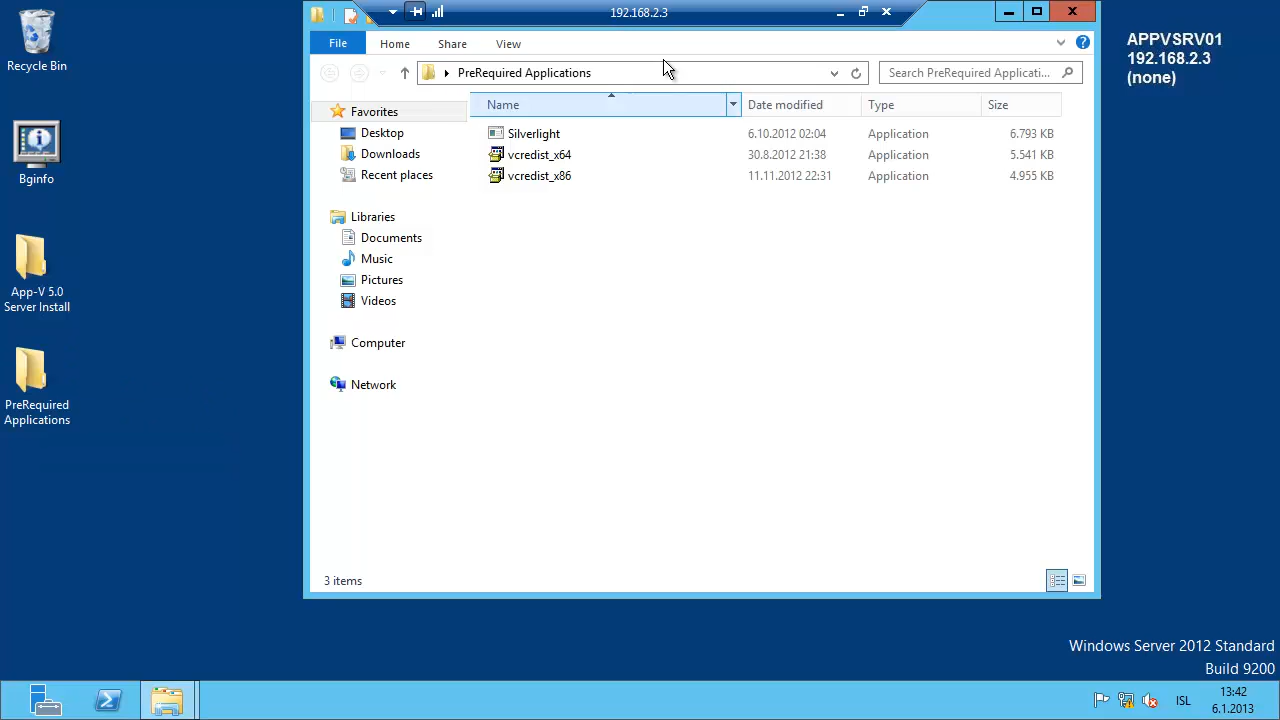 192.168.2.3
File
Home
Share
View
PreRequired Applications
Search PreRequired Applicati...
Favorites
Desktop
Downloads
Recent places
Libraries
Documents
Music
Pictures
Videos
Computer
Network
Name
Date modified
Type
Size
Silverlight
6.10.2012 02:04
Application
6.793 KB
vcredist_x64
30.8.2012 21:38
Application
5.541 KB
vcredist_x86
11.11.2012 22:31
Application
4.955 KB
3 items
Recycle Bin
Bginfo
App-V 5.0
Server Install
PreRequired
Applications
APPVSRV01
192.168.2.3
(none)
Windows Server 2012 Standard
Build 9200
ISL
13:42
6.1.2013